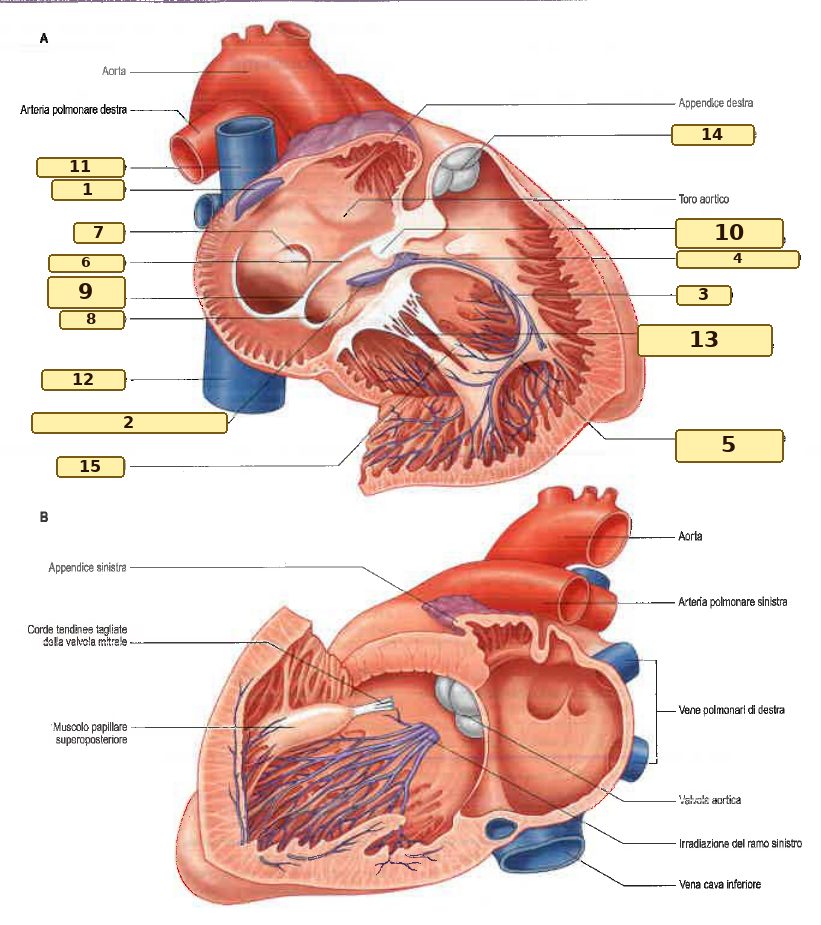 A
Aorta
Arteria polmonare destra
Appendice destra
14
11
1
Toro aortico
7
10
6
4
9
3
8
13
12
2
5
15
B
Aorta
Appendice sinistra
Arteria polmonare sinistra
Corde tendinee tagliate
della valvola mitrale
Vene polmonari di destra
Muscolo papillare
superoposteriore
Valvola aortica
Irradiazione del ramo sinistro
Vena cava inferiore